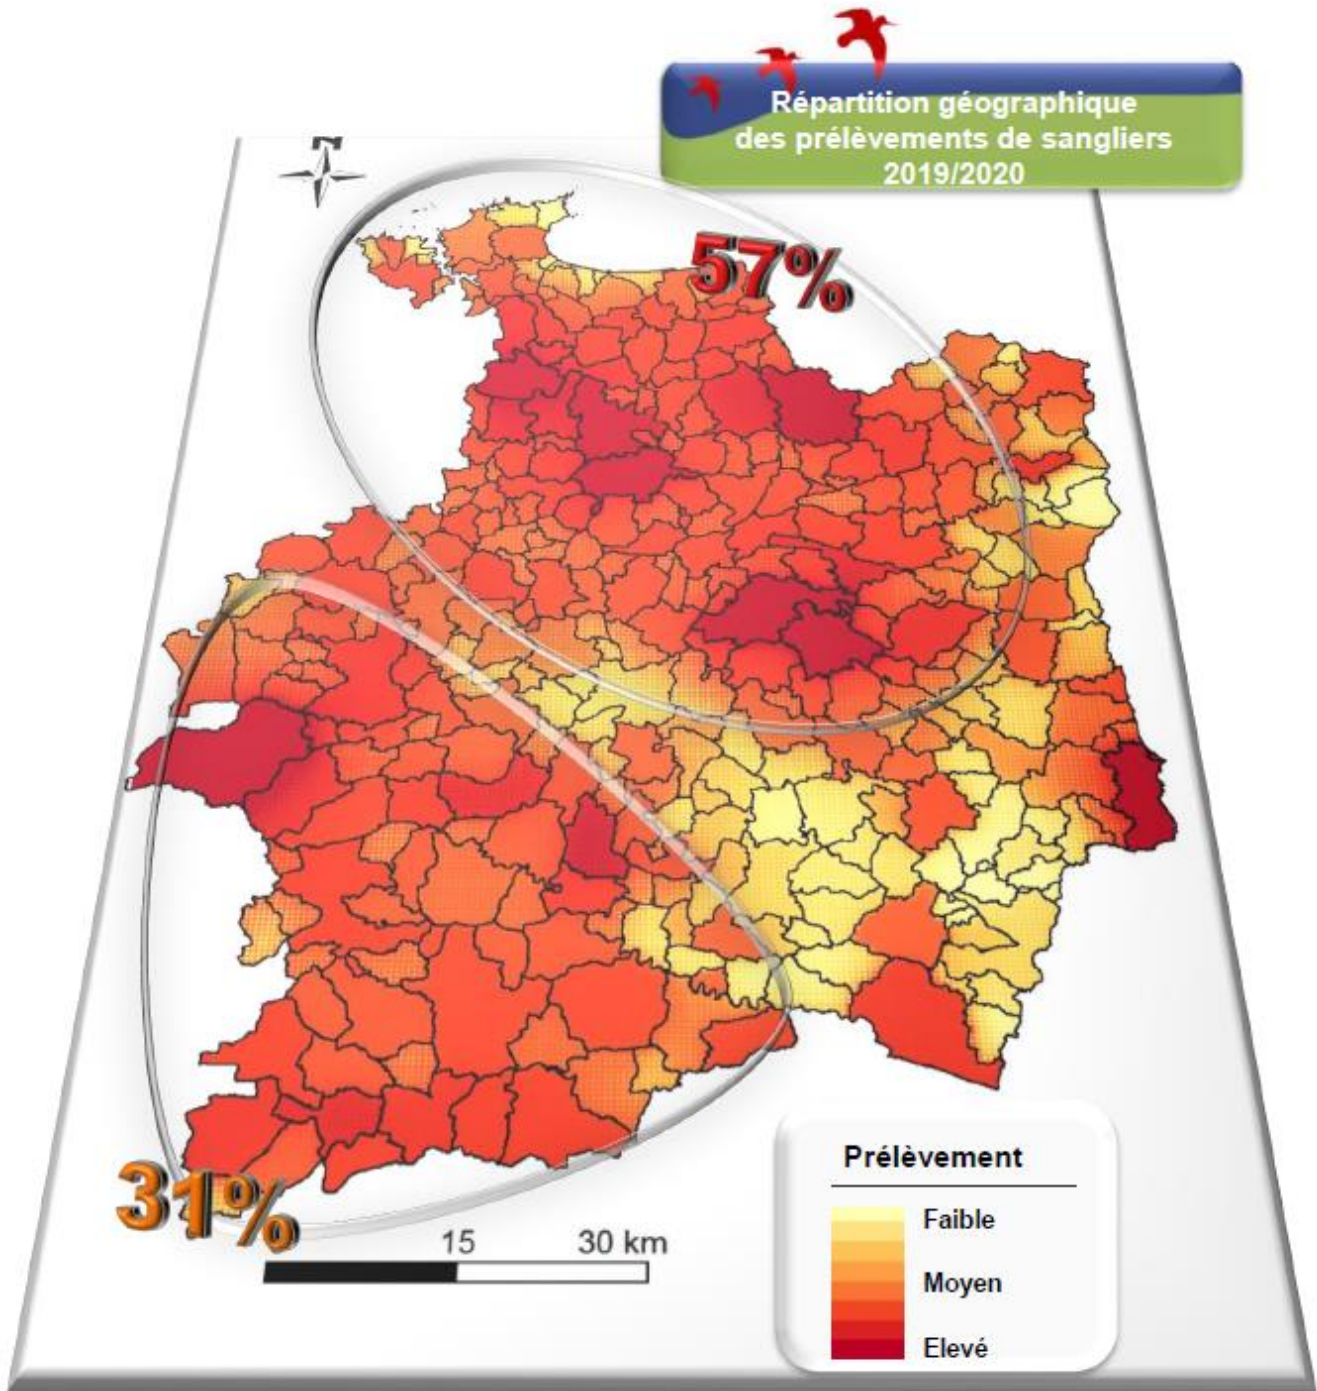 Répartition géographique
des prélèvements de sangliers
2019/2020
N
57%
31%
15 30 km
Prélèvement
Faible
Moyen
Elevé